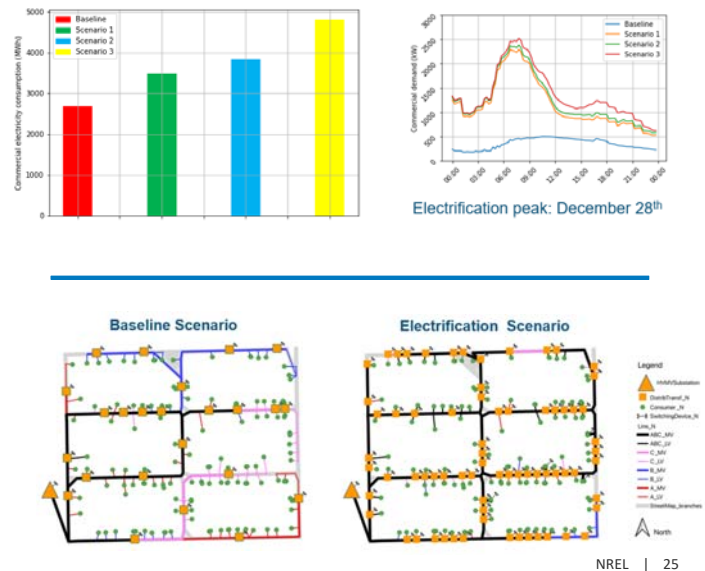 Commercial electricity consumption (MWh)
5000
4000
3000
2000
1000
0
Baseline
Scenario 1
Scenario 2
Scenario 3
Commercial demand (kW)
3000
2500
2000
1500
1000
500
0
Baseline
Scenario 1
Scenario 2
Scenario 3
00:00 03:00 06:00 09:00 12:00 15:00 18:00 21:00 00:00
Electrification peak: December 28th
Baseline Scenario
Electrification Scenario
Legend
HVMVSubstation
DistribTransf_N
Consumer_N
SwitchingDevice_N
Line_N
ABC_MV
ABC_LV
C_MV
C_LV
B_MV
B_LV
A_MV
A_LV
StreetMap_branches
North
NREL | 25